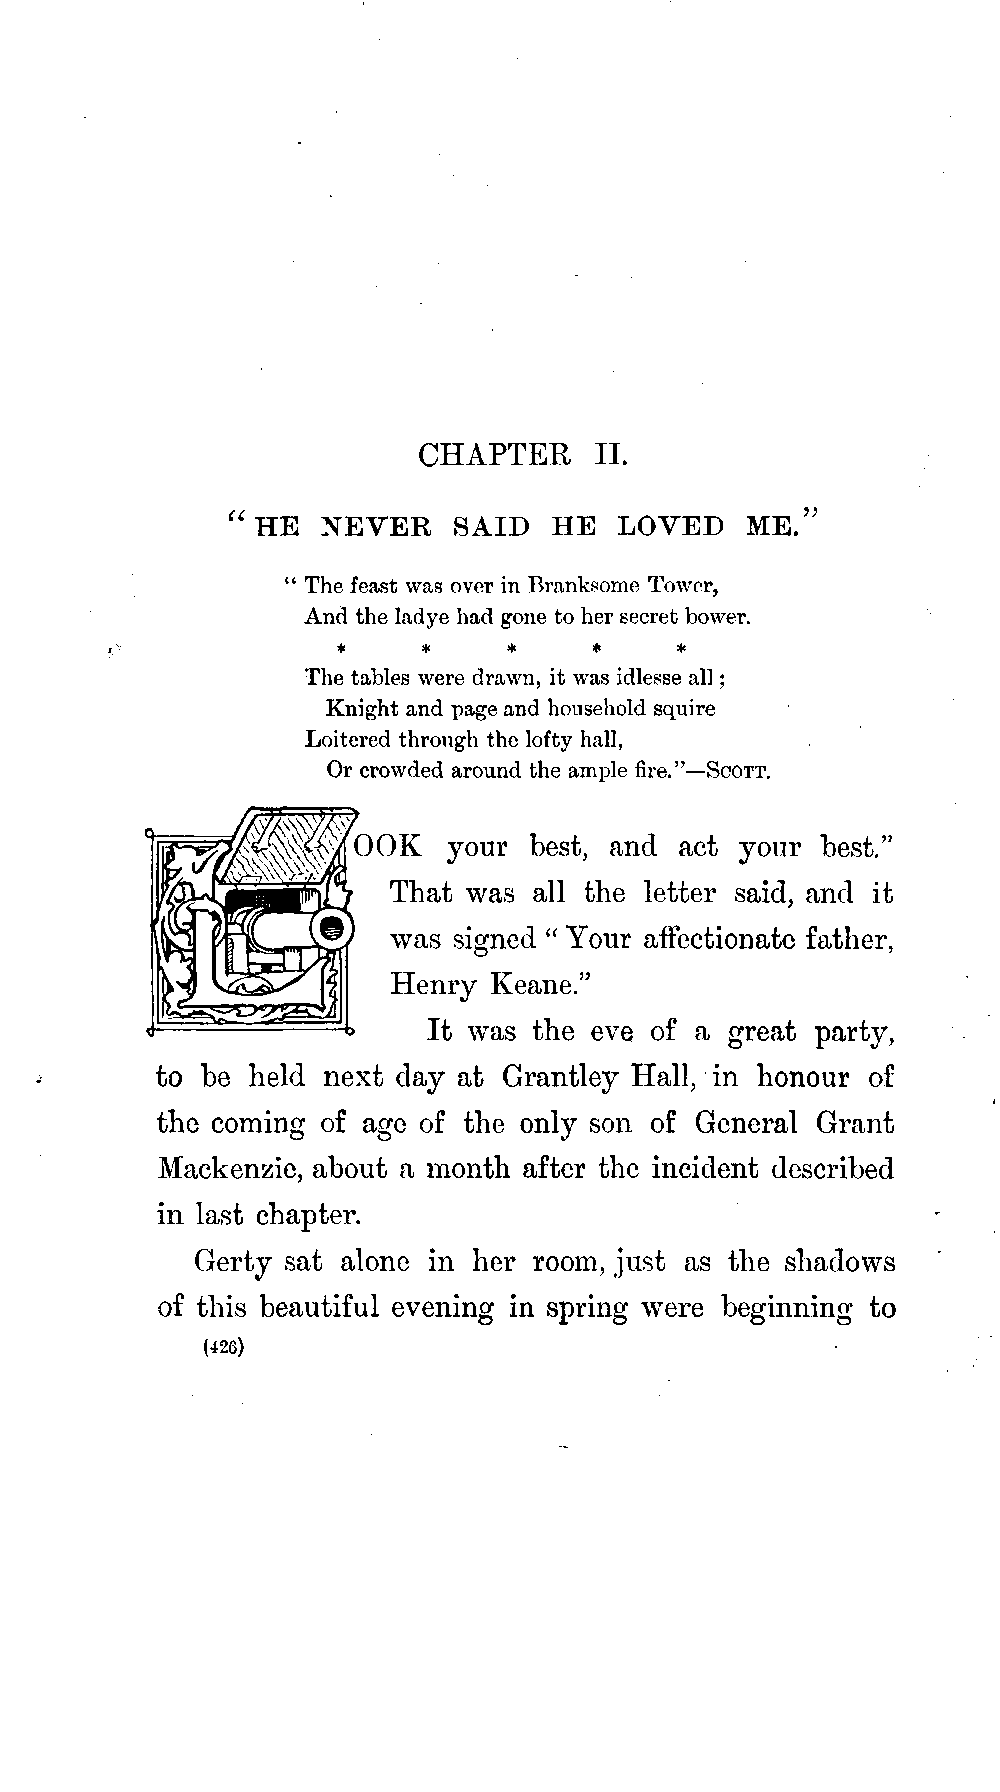 CHAPTER II.
"HE NEVER SAID HE LOVED ME."
"The feast was over in Branksome Tower,
And the ladye had gone to her secret bower.
* * * * *
The tables were drawn, it was idlesse all;
Knight and page and household squire
Loitered through the lofty hall,
Or crowded around the ample fire."—SCOTT.
LOOK your best, and act your best."
That was all the letter said, and it
was signed "Your affectionate father,
Henry Keane."
It was the eve of a great party,
to be held next day at Grantley Hall, in honour of
the coming of age of the only son of General Grant
Mackenzie, about a month after the incident described
in last chapter.
Gerty sat alone in her room, just as the shadows
of this beautiful evening in spring were beginning to
(426)